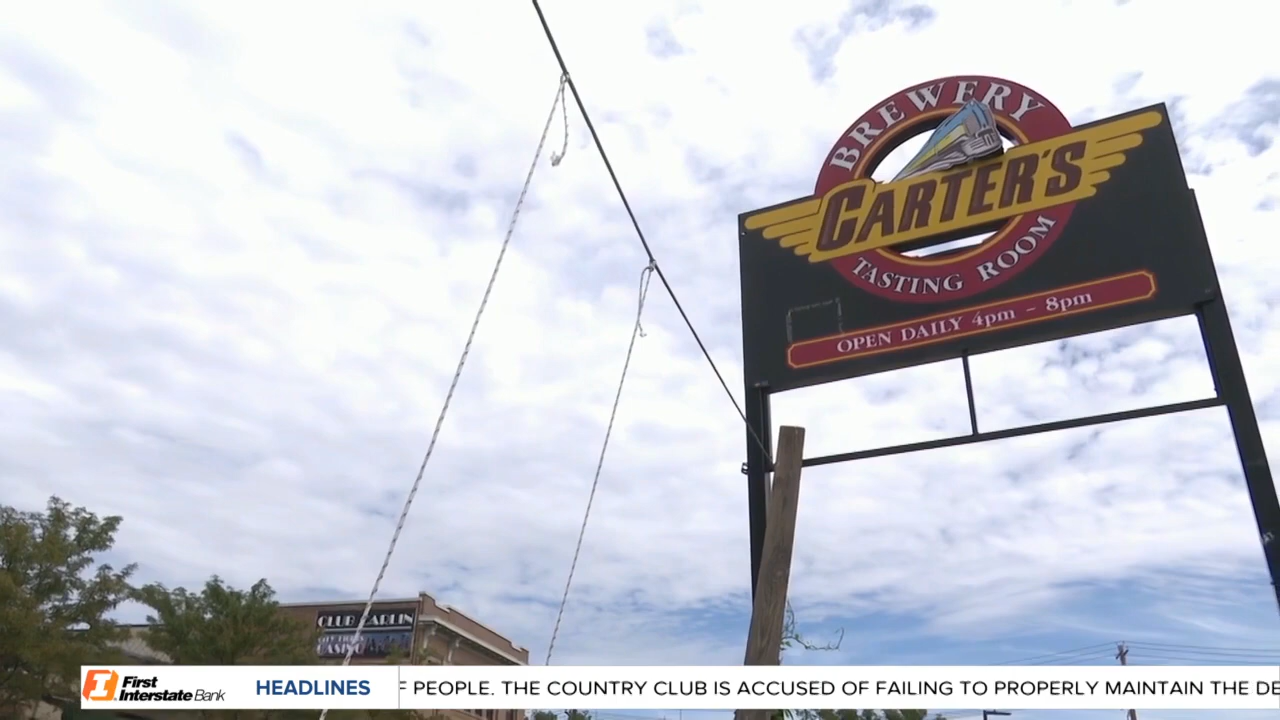 BREWERY
CARTER'S
TASTING ROOM
OPEN DAILY 4pm - 8pm
CLUB CARLIN
First
Interstate Bank
HEADLINES
F PEOPLE. THE COUNTRY CLUB IS ACCUSED OF FAILING TO PROPERLY MAINTAIN THE DE